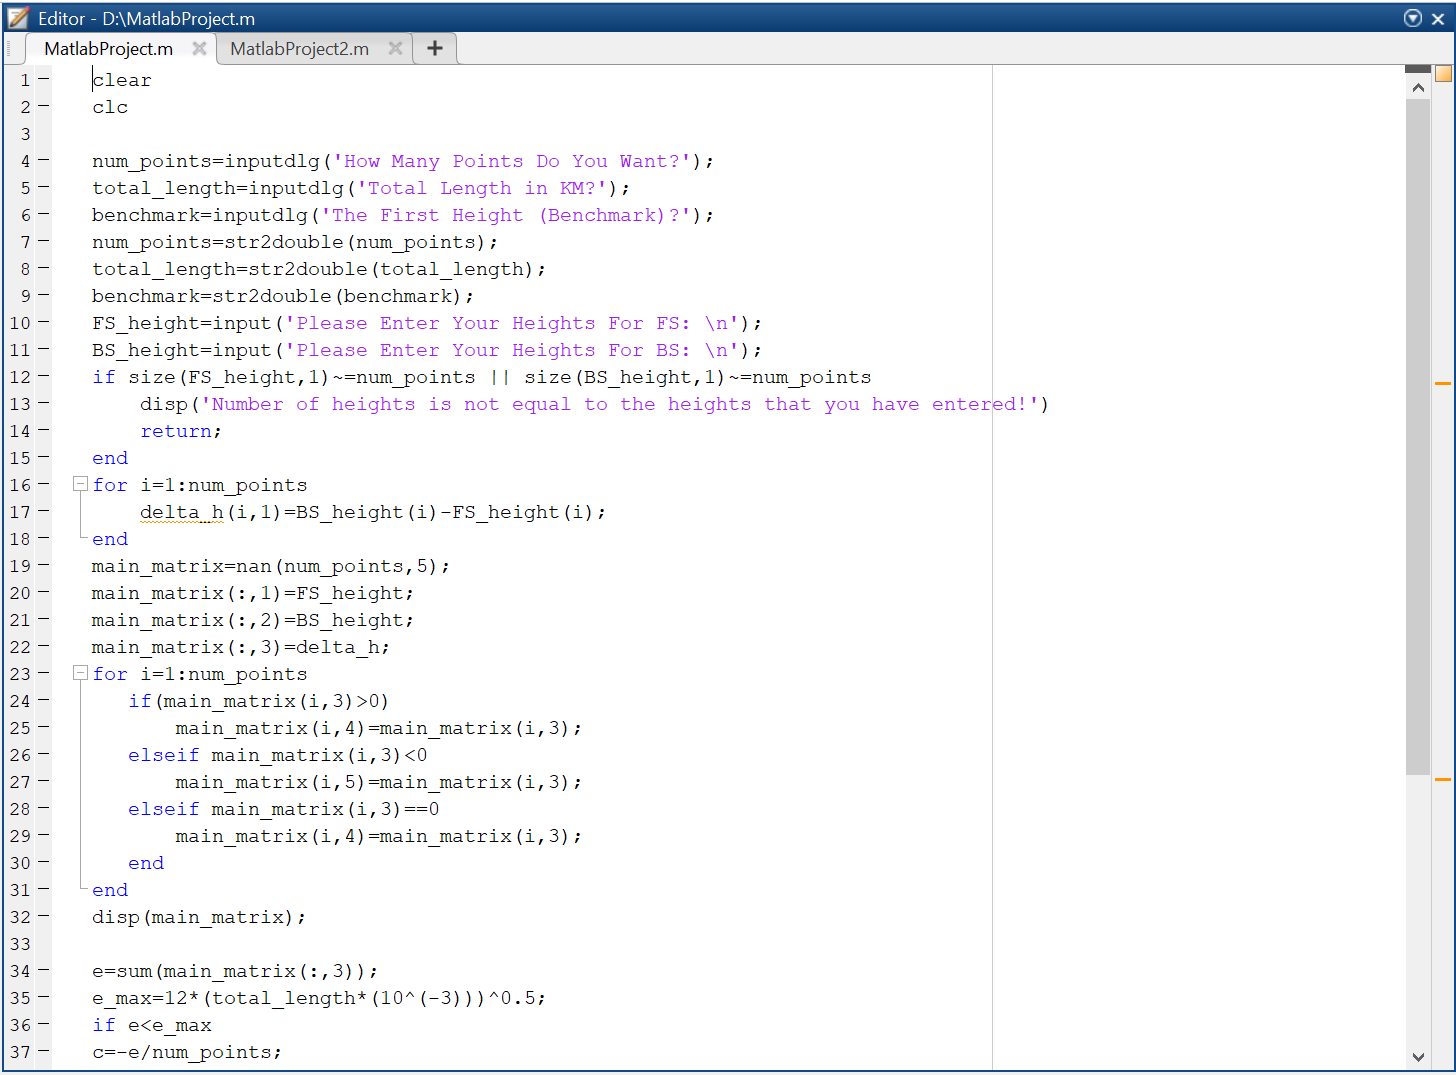 Editor - D:\MatlabProject.m
MatlabProject.m MatlabProject2.m
1 clear
2 clc
3
4 num_points=inputdlg('How Many Points Do You Want?');
5 total_length=inputdlg('Total Length in KM?');
6 benchmark=inputdlg('The First Height (Benchmark)?');
7 num_points=str2double(num_points);
8 total_length=str2double(total_length);
9 benchmark=str2double(benchmark);
10 FS_height=input('Please Enter Your Heights For FS: \n');
11 BS_height=input('Please Enter Your Heights For BS: \n');
12 if size(FS_height,1)~=num_points || size(BS_height,1)~=num_points
13     disp('Number of heights is not equal to the heights that you have entered!')
14     return;
15 end
16 for i=1:num_points
17     delta_h(i,1)=BS_height(i)-FS_height(i);
18 end
19 main_matrix=nan(num_points,5);
20 main_matrix(:,1)=FS_height;
21 main_matrix(:,2)=BS_height;
22 main_matrix(:,3)=delta_h;
23 for i=1:num_points
24    if(main_matrix(i,3)>0)
25        main_matrix(i,4)=main_matrix(i,3);
26    elseif main_matrix(i,3)<0
27        main_matrix(i,5)=main_matrix(i,3);
28    elseif main_matrix(i,3)==0
29        main_matrix(i,4)=main_matrix(i,3);
30    end
31 end
32 disp(main_matrix);
33
34 e=sum(main_matrix(:,3));
35 e_max=12*(total_length*(10^(-3)))^0.5;
36 if e<e_max
37 c=-e/num_points;